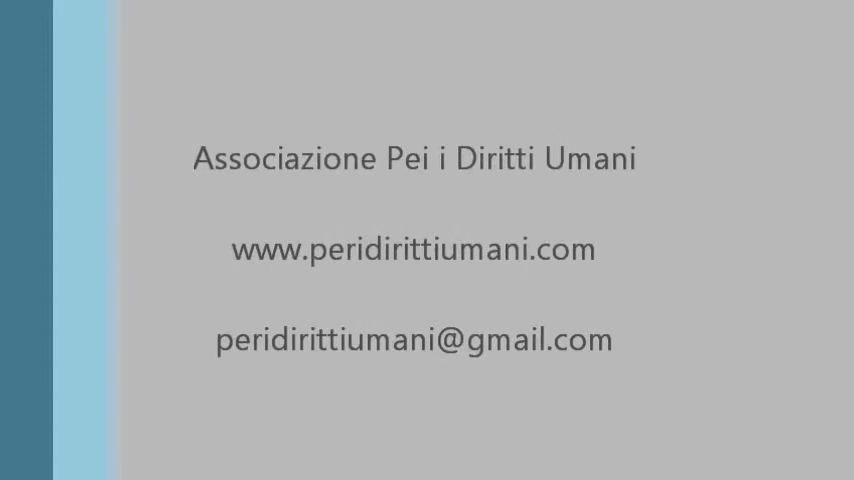 Associazione Pei i Diritti Umani
www.peridirittiumani.com
peridirittiumani@gmail.com